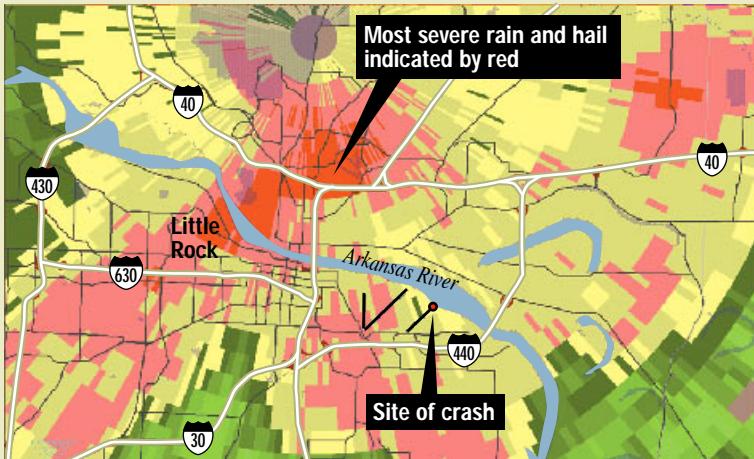 Most severe rain and hail
indicated by red
40
40
430
Little
Rock
Arkansas River
630
440
Site of crash
30